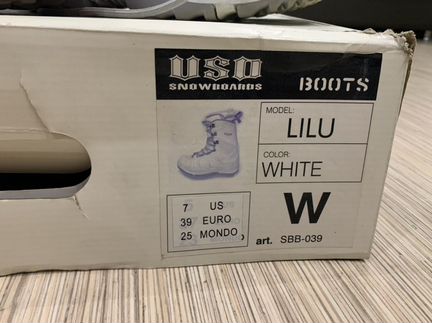 USD
SNOWBOARDS
BOOTS
MODEL:
LILU
COLOR:
WHITE
7 US
39 EURO
25 MONDO
W
art. SBB-039